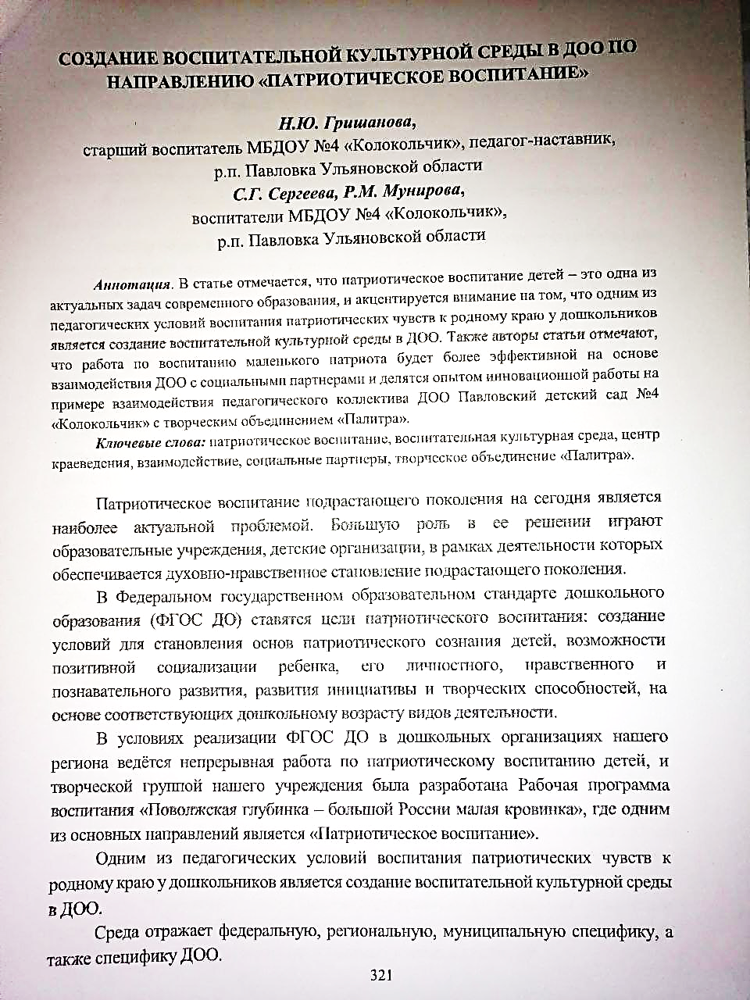 СОЗДАНИЕ ВОСПИТАТЕЛЬНОЙ КУЛЬТУРНОЙ СРЕДЫ В ДОО ПО
НАПРАВЛЕНИЮ «ПАТРИОТИЧЕСКОЕ ВОСПИТАНИЕ»
Н.Ю. Гришанова,
старший воспитатель МБДОУ №4 «Колокольчик», педагог-наставник,
р.п. Павловка Ульяновской области
С.Г. Сергеева, Р.М. Мунирова,
воспитатели МБДОУ №4 «Колокольчик»,
р.п. Павловка Ульяновской области
Аннотация. В статье отмечается, что патриотическое воспитание детей – это одна из
актуальных задач современного образования, и акцентируется внимание на том, что одним из
педагогических условий воспитания патриотических чувств к родному краю у дошкольников
является создание воспитательной культурной среды в ДОО. Также авторы статьи отмечают,
что работа по воспитанию маленького патриота будет более эффективной на основе
взаимодействия ДОО с социальными партнерами и делятся опытом инновационной работы на
примере взаимодействия педагогического коллектива ДОО Павловский детский сад №4
«Колокольчик» с творческим объединением «Палитра».
Ключевые слова: патриотическое воспитание, воспитательная культурная среда, центр
краеведения, взаимодействие, социальные партнеры, творческое объединение «Палитра».
Патриотическое воспитание подрастающего поколения на сегодня является
наиболее актуальной проблемой. Большую роль в ее решении играют
образовательные учреждения, детские организации, в рамках деятельности которых
обеспечивается духовно-нравственное становление подрастающего поколения.
В Федеральном государственном образовательном стандарте дошкольного
образования (ФГОС ДО) ставятся цели патриотического воспитания: создание
условий для становления основ патриотического сознания детей, возможности
позитивной социализации ребенка, его личностного, нравственного и
познавательного развития, развития инициативы и творческих способностей, на
основе соответствующих дошкольному возрасту видов деятельности.
В условиях реализации ФГОС ДО в дошкольных организациях нашего
региона ведётся непрерывная работа по патриотическому воспитанию детей, и
творческой группой нашего учреждения была разработана Рабочая программа
воспитания «Поволжская глубинка – большой России малая кровинка», где одним
из основных направлений является «Патриотическое воспитание».
Одним из педагогических условий воспитания патриотических чувств к
родному краю у дошкольников является создание воспитательной культурной среды
в ДОО.
Среда отражает федеральную, региональную, муниципальную специфику, а
также специфику ДОО.
321